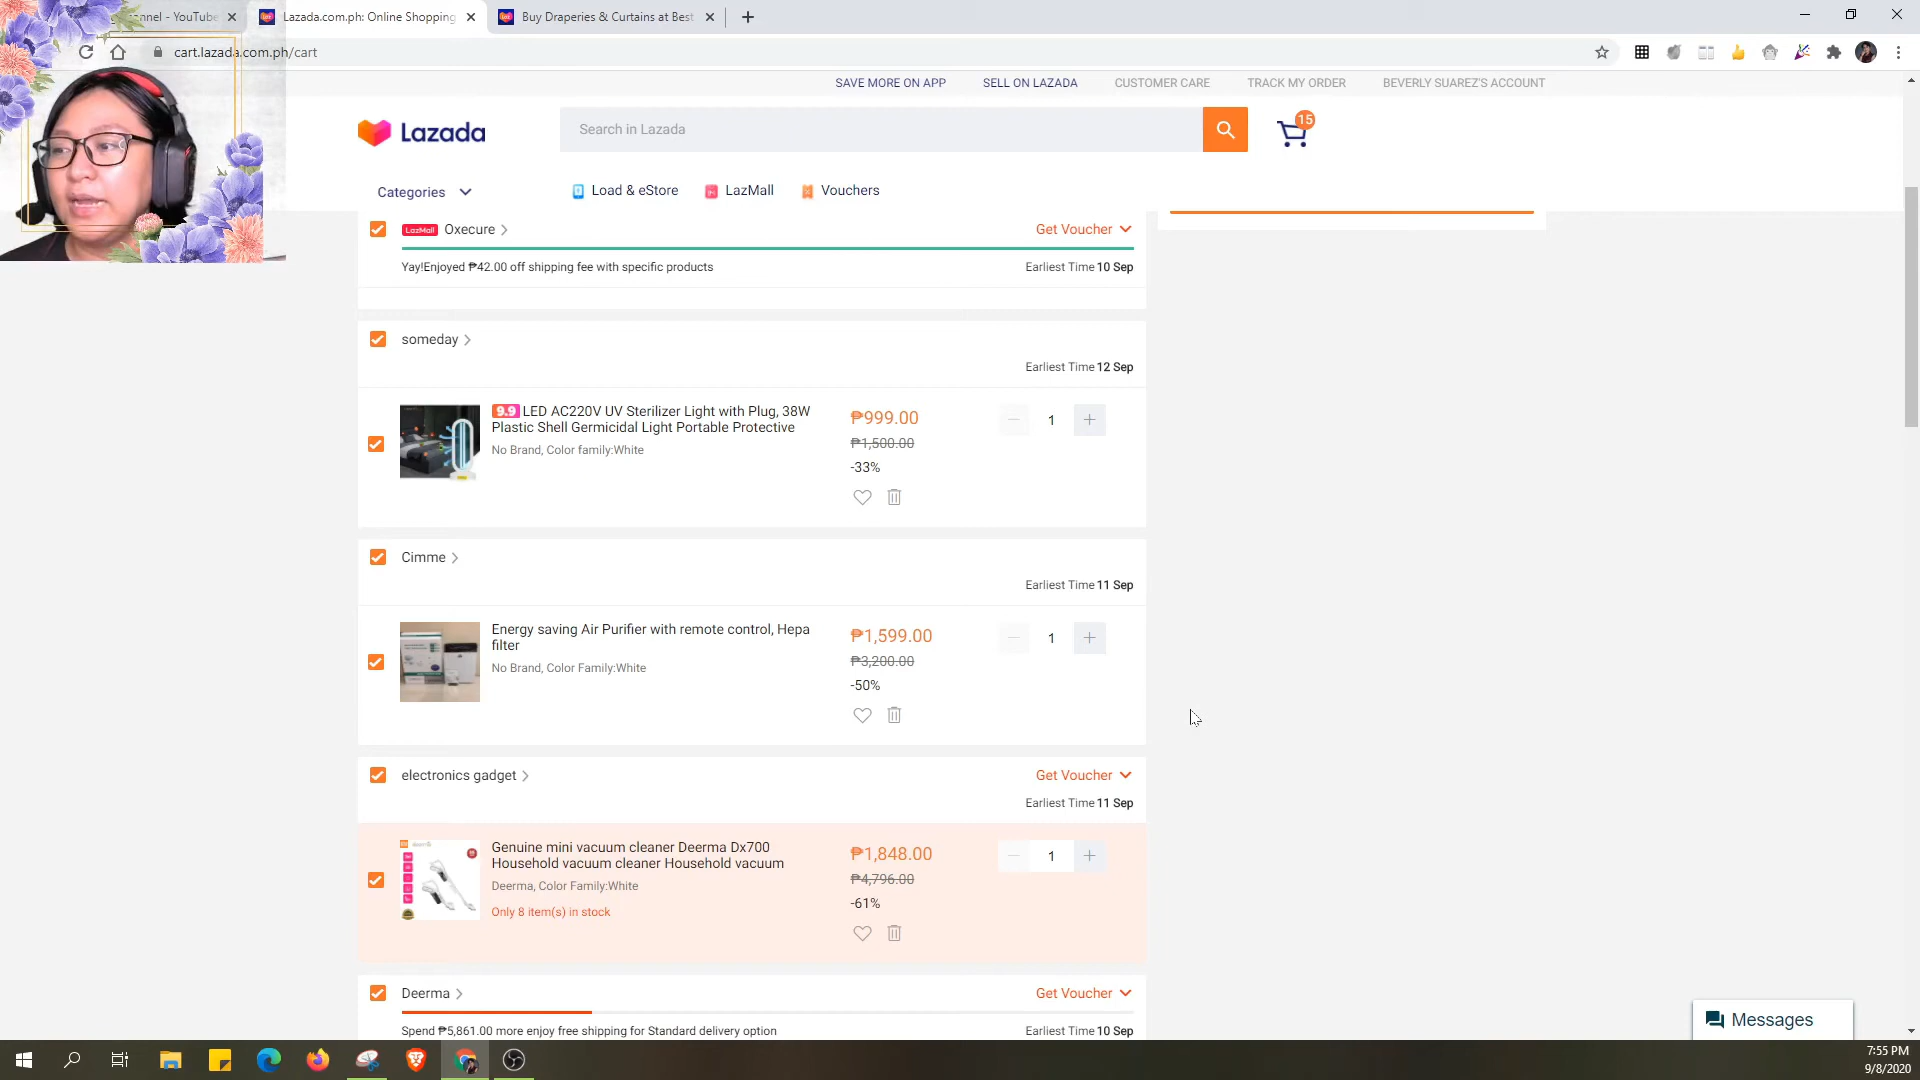 annel - YouTube
Lazada.com.ph: Online Shopping
Buy Draperies & Curtains at Best
cart.lazada.com.ph/cart
SAVE MORE ON APP
SELL ON LAZADA
CUSTOMER CARE
TRACK MY ORDER
BEVERLY SUAREZ'S ACCOUNT
Lazada
Search in Lazada
15
Categories
Load & eStore
LazMall
Vouchers
LazMall Oxecure
Get Voucher
Yay!Enjoyed ₱42.00 off shipping fee with specific products
Earliest Time 10 Sep
someday
Earliest Time 12 Sep
9.9 LED AC220V UV Sterilizer Light with Plug, 38W
Plastic Shell Germicidal Light Portable Protective
No Brand, Color family:White
₱999.00
₱1,500.00
-33%
1
Cimme
Earliest Time 11 Sep
Energy saving Air Purifier with remote control, Hepa
filter
No Brand, Color Family:White
₱1,599.00
₱3,200.00
-50%
1
electronics gadget
Get Voucher
Earliest Time 11 Sep
Genuine mini vacuum cleaner Deerma Dx700
Household vacuum cleaner Household vacuum
Deerma, Color Family:White
Only 8 item(s) in stock
₱1,848.00
₱4,796.00
-61%
1
Deerma
Get Voucher
Spend ₱5,861.00 more enjoy free shipping for Standard delivery option
Earliest Time 10 Sep
Messages
7:55 PM
9/8/2020